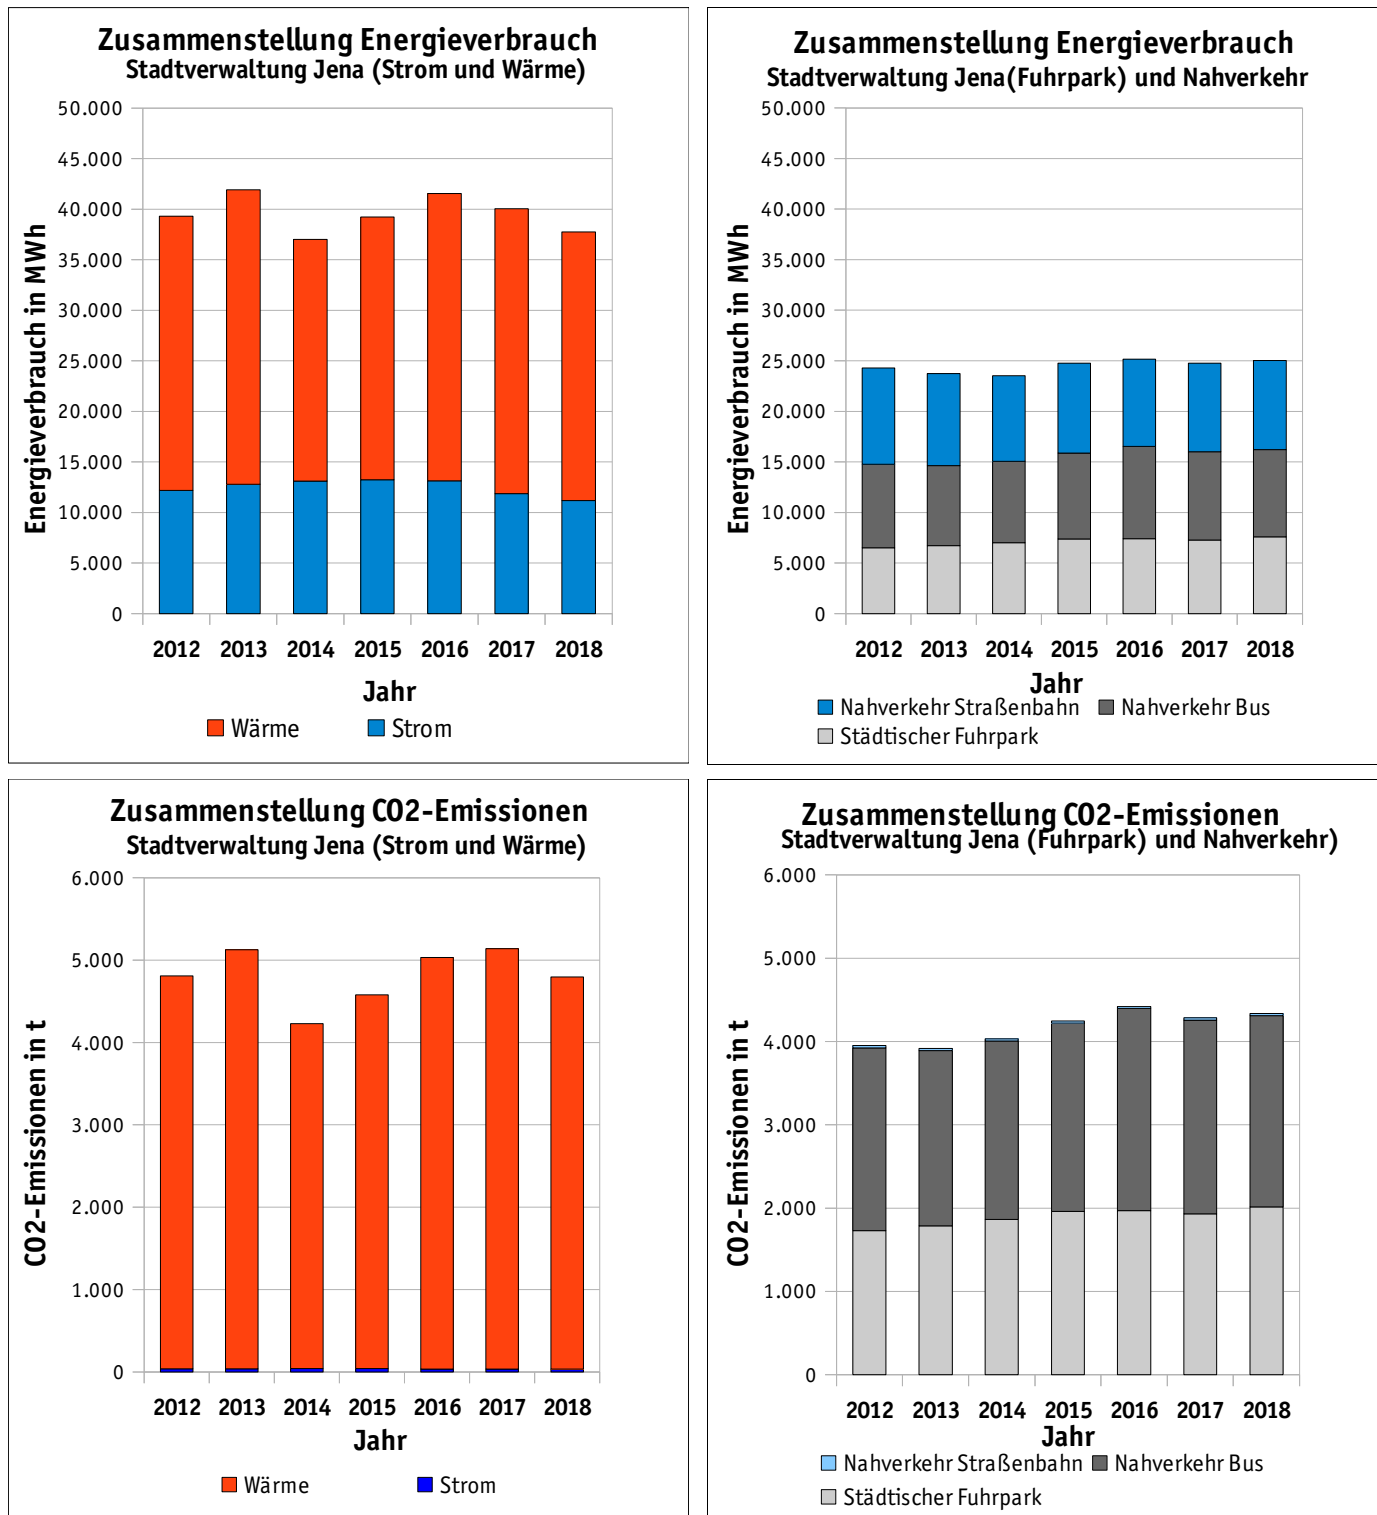 Zusammenstellung Energieverbrauch
Stadtverwaltung Jena (Strom und Wärme)
Energieverbrauch in MWh
50.000
45.000
40.000
35.000
30.000
25.000
20.000
15.000
10.000
5.000
0
2012 2013 2014 2015 2016 2017 2018
Jahr
Wärme Strom
Zusammenstellung Energieverbrauch
Stadtverwaltung Jena(Fuhrpark) und Nahverkehr
Energieverbrauch in MWh
50.000
45.000
40.000
35.000
30.000
25.000
20.000
15.000
10.000
5.000
0
2012 2013 2014 2015 2016 2017 2018
Jahr
Nahverkehr Straßenbahn Nahverkehr Bus
Städtischer Fuhrpark
Zusammenstellung CO2-Emissionen
Stadtverwaltung Jena (Strom und Wärme)
CO2-Emissionen in t
6.000
5.000
4.000
3.000
2.000
1.000
0
2012 2013 2014 2015 2016 2017 2018
Jahr
Wärme Strom
Zusammenstellung CO2-Emissionen
Stadtverwaltung Jena (Fuhrpark) und Nahverkehr)
CO2-Emissionen in t
6.000
5.000
4.000
3.000
2.000
1.000
0
2012 2013 2014 2015 2016 2017 2018
Jahr
Nahverkehr Straßenbahn Nahverkehr Bus
Städtischer Fuhrpark